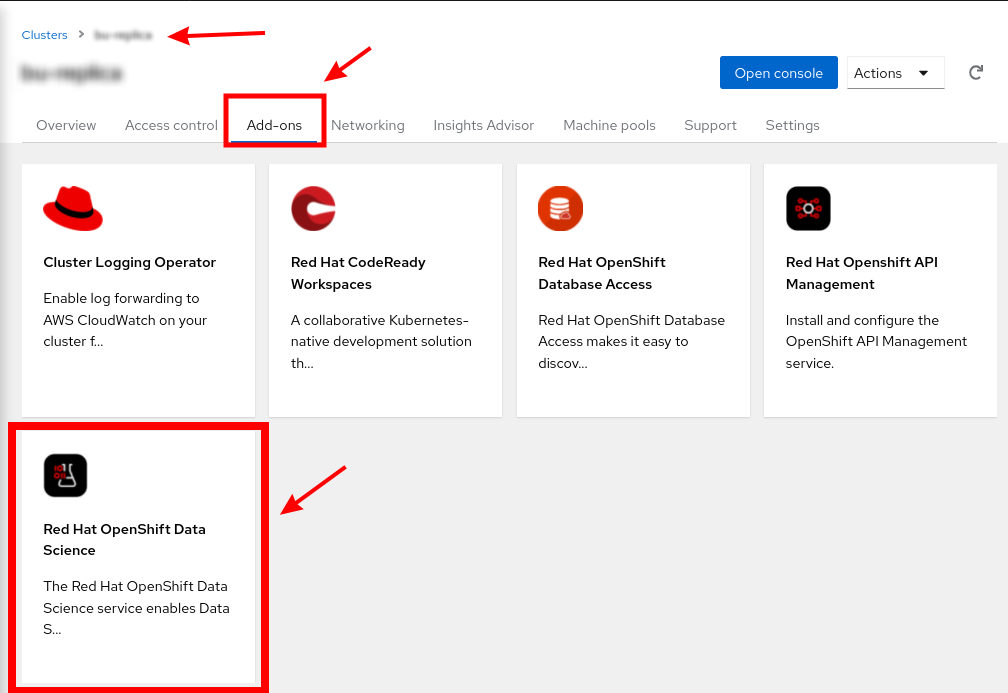 Clusters
Open console
Actions
Overview
Access control
Add-ons
Networking
Insights Advisor
Machine pools
Support
Settings
Cluster Logging Operator
Enable log forwarding to
AWS CloudWatch on your
cluster f...
Red Hat CodeReady
Workspaces
A collaborative Kubernetes-
native development solution
th...
Red Hat OpenShift
Database Access
Red Hat OpenShift Database
Access makes it easy to
discov...
Red Hat Openshift API
Management
Install and configure the
OpenShift API Management
service.
Red Hat OpenShift Data
Science
The Red Hat OpenShift Data
Science service enables Data
S...